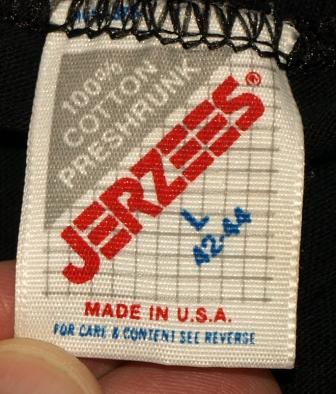 100%
COTTON
PRESHRUNK
JERZEES®
L
42-44
MADE IN U.S.A.
FOR CARE & CONTENT SEE REVERSE